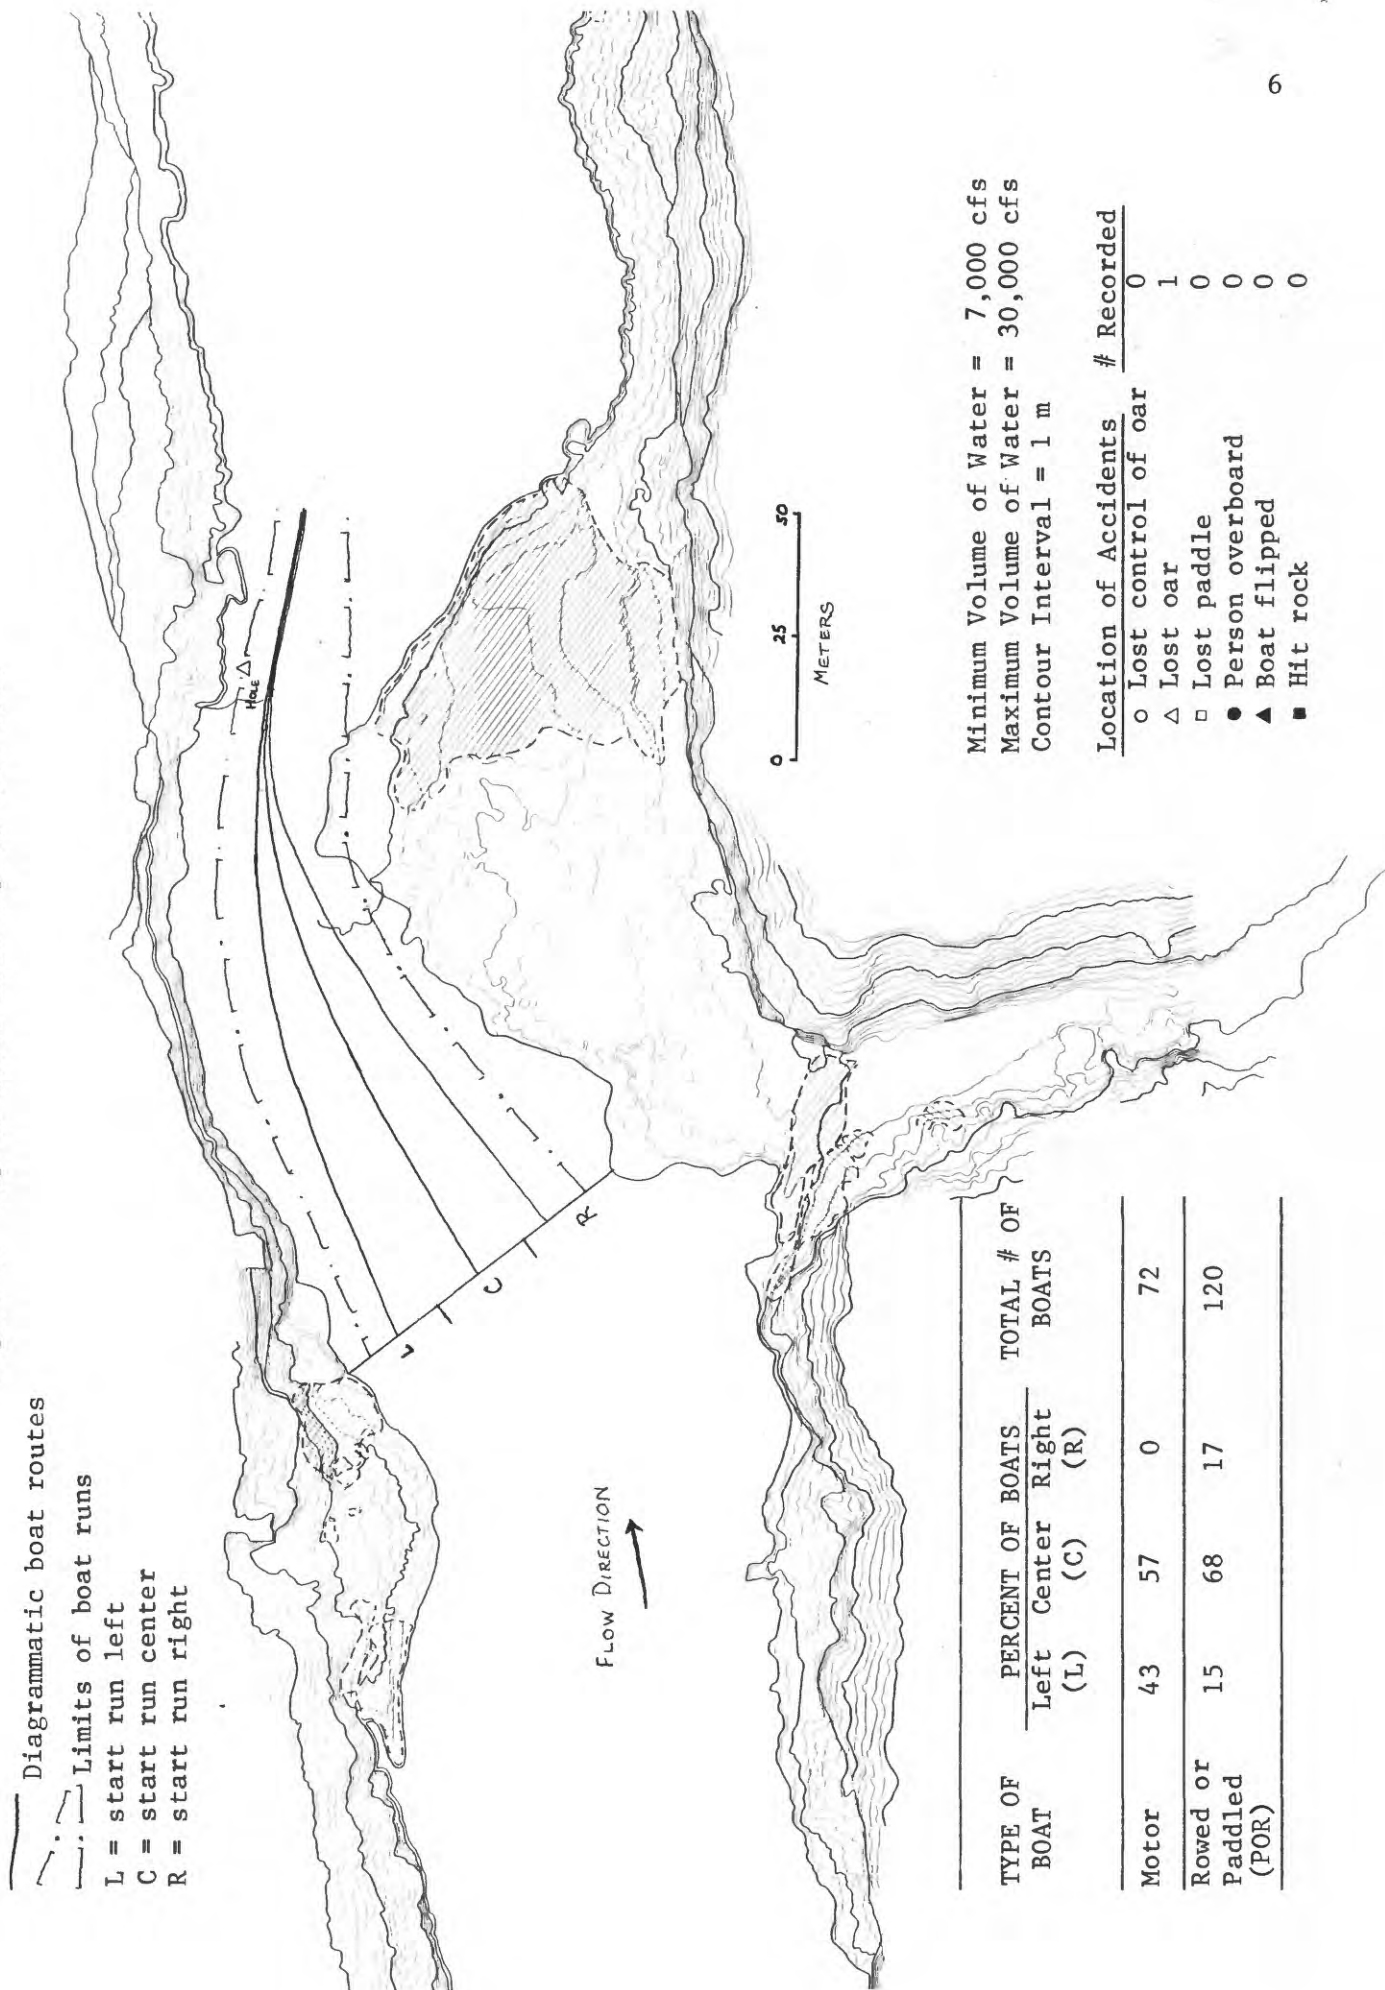 Diagrammatic boat routes
Limits of boat runs
L = start run left
C = start run center
R = start run right
HOLE
L
C
R
FLOW DIRECTION
0 25 50
METERS
TYPE OF BOAT PERCENT OF BOATS TOTAL # OF BOATS
Left Center Right
(L) (C) (R)
Motor 43 57 0 72
Rowed or 15 68 17 120
Paddled
(POR)
Minimum Volume of Water = 7,000 cfs
Maximum Volume of Water = 30,000 cfs
Contour Interval = 1 m
Location of Accidents # Recorded
○ Lost control of oar 0
△ Lost oar 1
□ Lost paddle 0
● Person overboard 0
▲ Boat flipped 0
■ Hit rock 0
6